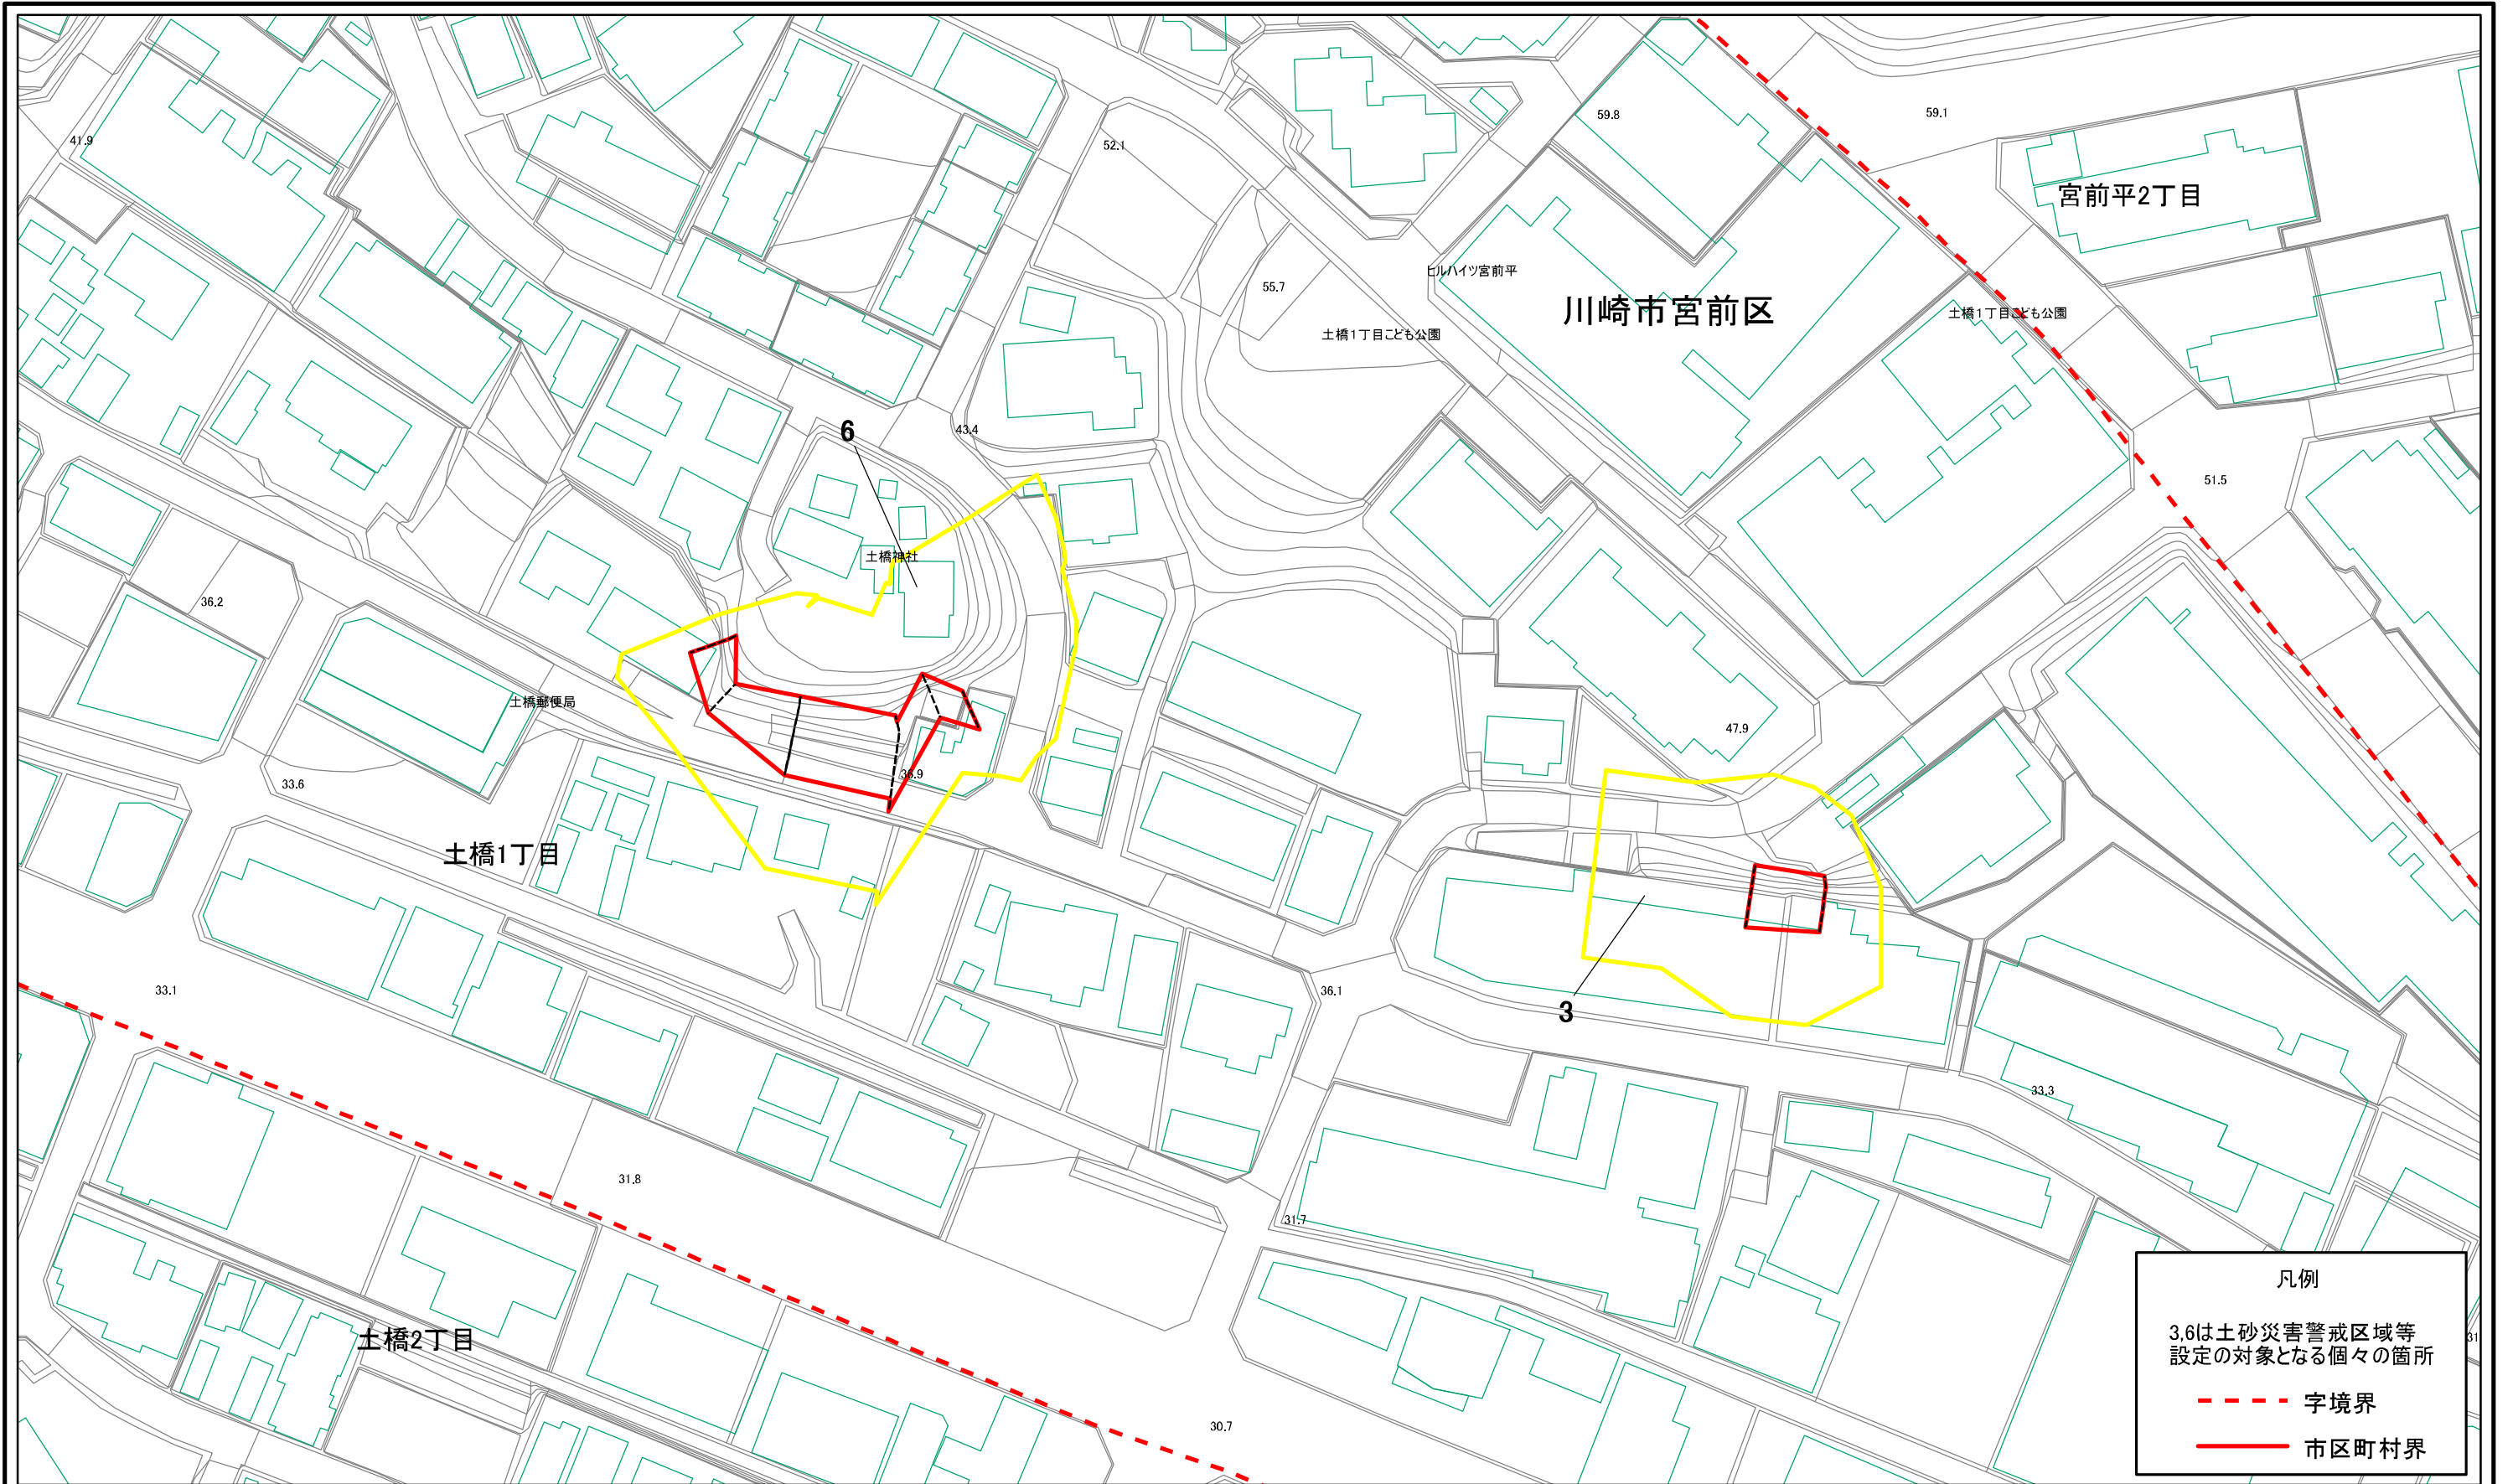 41.9
52.1
59.8
59.1
宮前平2丁目
ヒルハイツ宮前平
55.7
川崎市宮前区
土橋1丁目こども公園
土橋1丁目こども公園
6
43.4
51.5
土橋神社
36.2
土橋郵便局
47.9
36.9
33.6
土橋1丁目
33.1
36.1
3
33.3
31.8
31.7
土橋2丁目
30.7
31
凡例
3,6は土砂災害警戒区域等
設定の対象となる個々の箇所
字境界
市区町村界